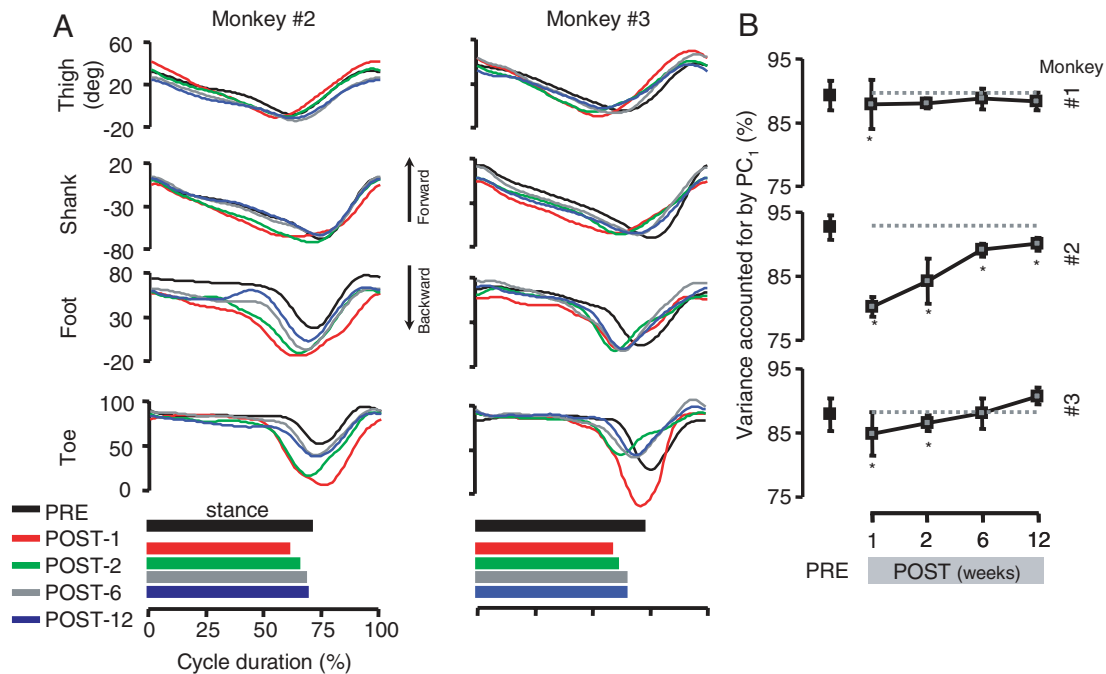 A
Monkey #2
Monkey #3
B
Thigh
(deg)
60
20
-20
Shank
20
-30
-80
Forward
Foot
80
30
-20
Backward
Toe
100
50
0
stance
PRE
POST-1
POST-2
POST-6
POST-12
0
25
50
75
100
Cycle duration (%)
Variance accounted for by PC1 (%)
Monkey
95
85
75
#1
*
95
85
75
#2
* * * *
95
85
75
#3
* *
1
2
6
12
PRE
POST (weeks)